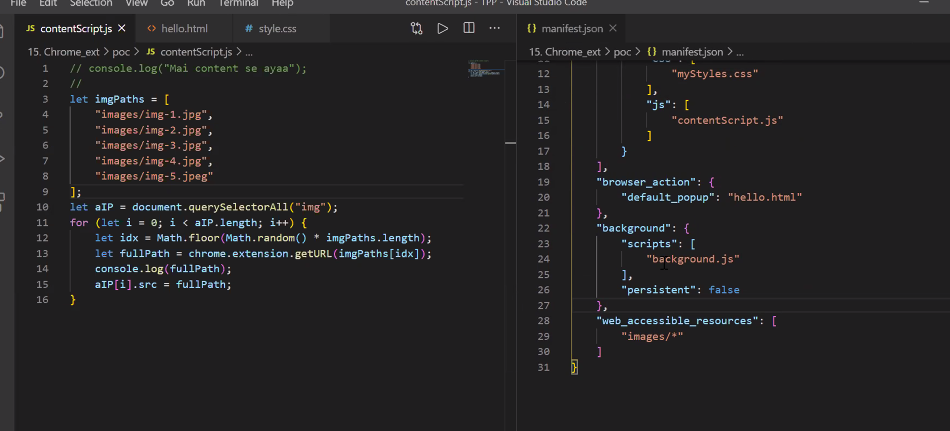 File Edit Selection View Go Run Terminal Help
contentScript.js - TPP - Visual Studio Code
JS contentScript.js
<> hello.html
# style.css
{} manifest.json
15. Chrome_ext > poc > JS contentScript.js > ...
1 // console.log("Mai content se ayaa");
2 //
3 let imgPaths = [
4 "images/img-1.jpg",
5 "images/img-2.jpg",
6 "images/img-3.jpg",
7 "images/img-4.jpg",
8 "images/img-5.jpeg"
9 ];
10 let aIP = document.querySelectorAll("img");
11 for (let i = 0; i < aIP.length; i++) {
12 let idx = Math.floor(Math.random() * imgPaths.length);
13 let fullPath = chrome.extension.getURL(imgPaths[idx]);
14 console.log(fullPath);
15 aIP[i].src = fullPath;
16 }
15. Chrome_ext > poc > {} manifest.json > ...
12 "myStyles.css"
13 ],
14 "js": [
15 "contentScript.js"
16 ]
17 }
18 ],
19 "browser_action": {
20 "default_popup": "hello.html"
21 },
22 "background": {
23 "scripts": [
24 "background.js"
25 ],
26 "persistent": false
27 },
28 "web_accessible_resources": [
29 "images/*"
30 ]
31 }